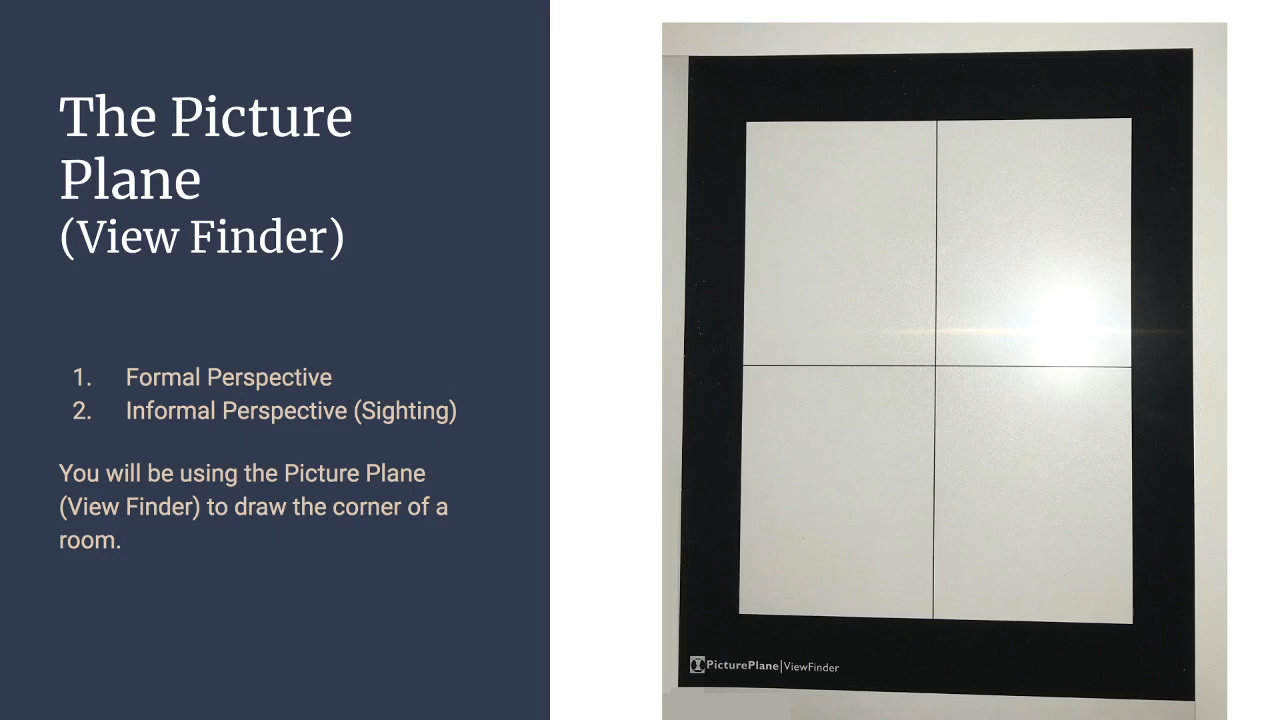 The Picture
Plane
(View Finder)
1. Formal Perspective
2. Informal Perspective (Sighting)
You will be using the Picture Plane
(View Finder) to draw the corner of a
room.
PicturePlane|ViewFinder